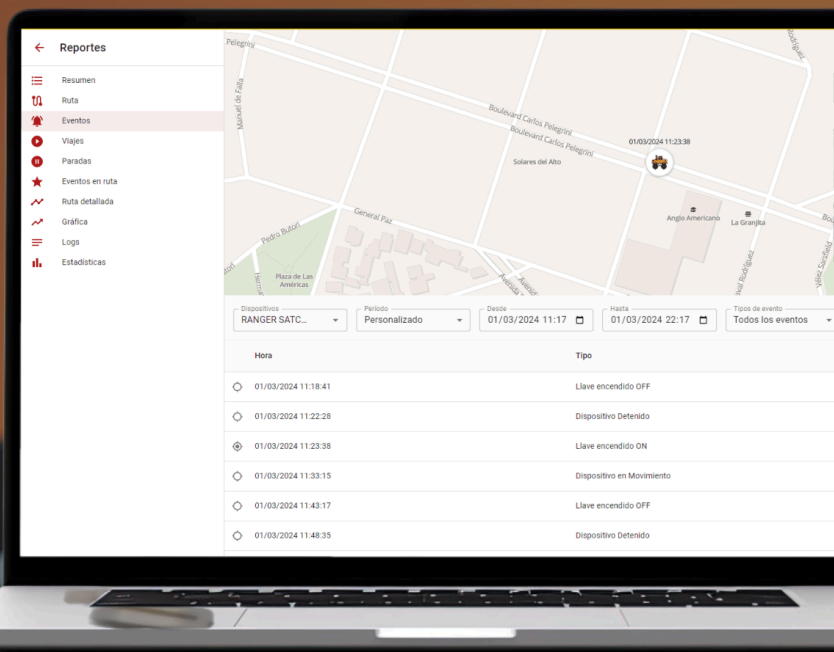 Reportes
Resumen
Ruta
Eventos
Viajes
Paradas
Eventos en ruta
Ruta detallada
Gráfica
Logs
Estadísticas
Pelegrini
Manuel de Falla
Boulevard Carlos Pelegrini
Boulevard Carlos Pelegrini
Solares del Alto
01/03/2024 11:23:38
Anglo Americano
La Granjita
General Paz
Pedro Butori
Plaza de Las
Américas
Avenida
Vélez Sarsfield
Dispositivos
RANGER SATC...
Período
Personalizado
Desde
01/03/2024 11:17
Hasta
01/03/2024 22:17
Tipos de evento
Todos los eventos
Hora
Tipo
01/03/2024 11:18:41
Llave encendido OFF
01/03/2024 11:22:28
Dispositivo Detenido
01/03/2024 11:23:38
Llave encendido ON
01/03/2024 11:33:15
Dispositivo en Movimiento
01/03/2024 11:43:17
Llave encendido OFF
01/03/2024 11:48:35
Dispositivo Detenido